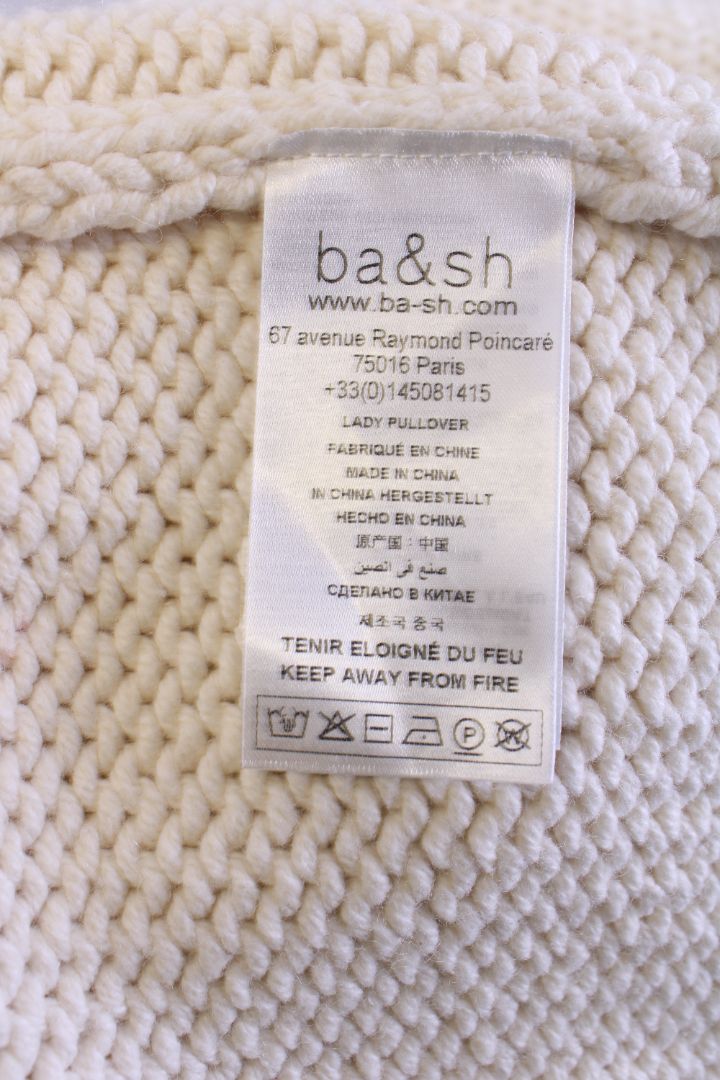 ba&sh
www.ba-sh.com
67 avenue Raymond Poincaré
75016 Paris
+33(0)145081415
LADY PULLOVER
FABRIQUÉ EN CHINE
MADE IN CHINA
IN CHINA HERGESTELLT
HECHO EN CHINA
原产国：中国
صنع في الصين
СДЕЛАНО В КИТАЕ
제조국 중국
TENIR ELOIGNÉ DU FEU
KEEP AWAY FROM FIRE
P
W